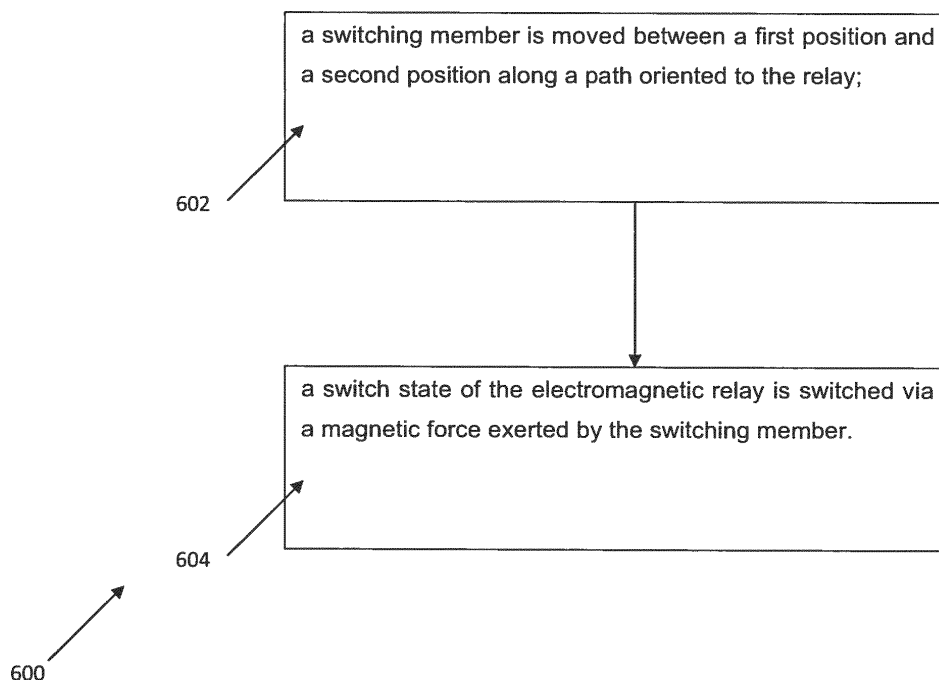 a switching member is moved between a first position and
a second position along a path oriented to the relay;
602
a switch state of the electromagnetic relay is switched via
a magnetic force exerted by the switching member.
604
600